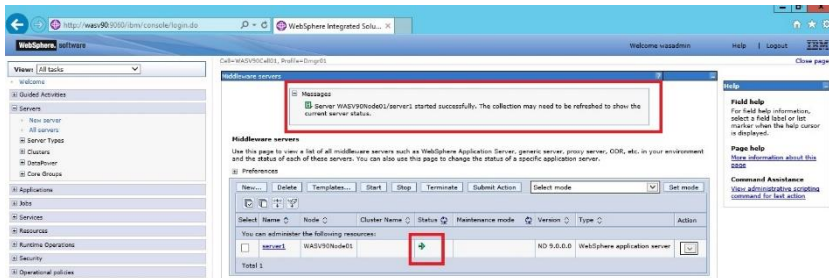 http://wasv90:9060/ibm/console/login.do
WebSphere Integrated Solu...
WebSphere. software
Welcome wasadmin
Help | Logout
IBM
Cell=WASV90Cell01, Profile=Dmgr01
Close page
View: All tasks
Welcome
Guided Activities
Servers
New server
All servers
Server Types
Clusters
DataPower
Core Groups
Applications
Jobs
Services
Resources
Runtime Operations
Security
Operational policies
Middleware servers
?
Messages
Server WASV90Node01/server1 started successfully. The collection may need to be refreshed to show the
current server status.
Middleware servers
Use this page to view a list of all middleware servers such as WebSphere Application Server, generic server, proxy server, ODR, etc. in your environment
and the status of each of these servers. You can also use this page to change the status of a specific application server.
Preferences
New... Delete Templates... Start Stop Terminate Submit Action Select mode Set mode
Select Name Node Cluster Name Status Maintenance mode Version Type Action
You can administer the following resources:
server1 WASV90Node01 ND 9.0.0.0 WebSphere application server
Total 1
Help
Field help
For field help information,
select a field label or list
marker when the help cursor
is displayed.
Page help
More information about this
page
Command Assistance
View administrative scripting
command for last action